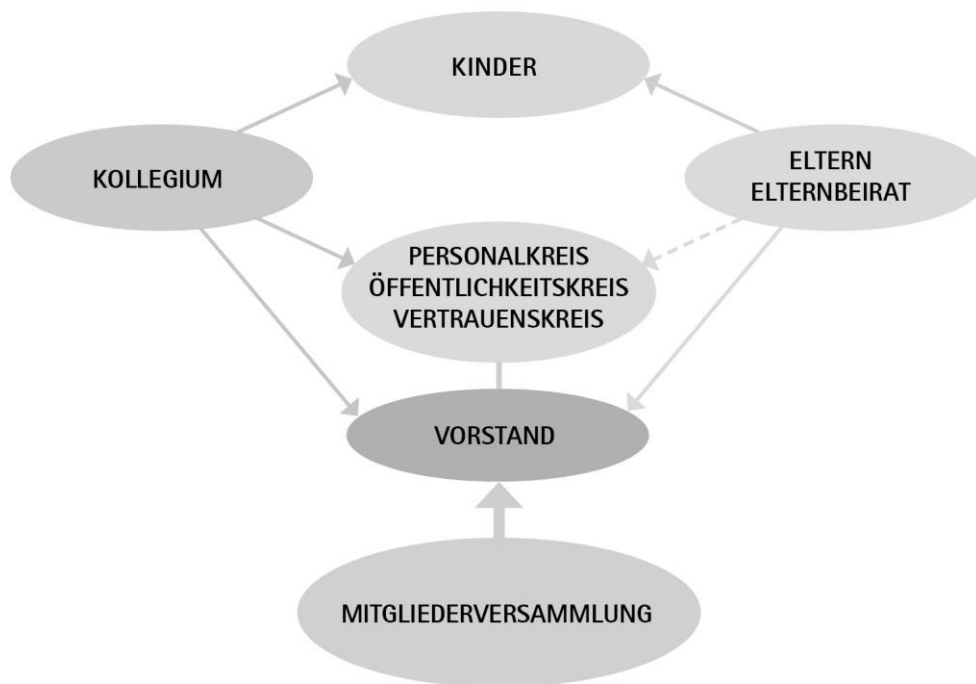 KINDER
KOLLEGIUM
ELTERN
ELTERNBEIRAT
PERSONALKREIS
ÖFFENTLICHKEITSKREIS
VERTRAUENSKREIS
VORSTAND
MITGLIEDERVERSAMMLUNG